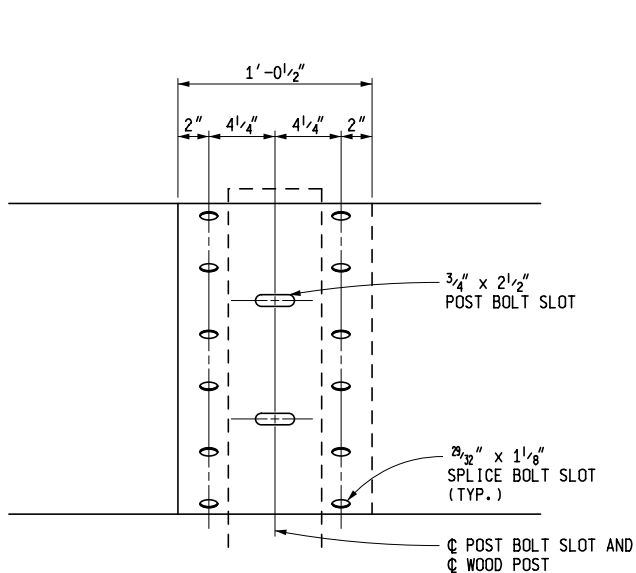 1'-0 1/2"
2" 4 1/4" 4 1/4" 2"
3/4" x 2 1/2"
POST BOLT SLOT
29/32" x 1 1/8"
SPLICE BOLT SLOT
(TYP.)
℄ POST BOLT SLOT AND
℄ WOOD POST